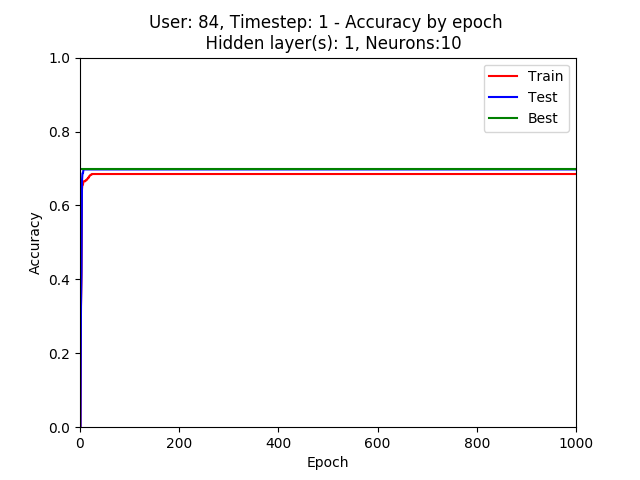 User: 84, Timestep: 1 - Accuracy by epoch
Hidden layer(s): 1, Neurons:10
1.0
0.8
0.6
0.4
0.2
0.0
Accuracy
Train
Test
Best
0 200 400 600 800 1000
Epoch